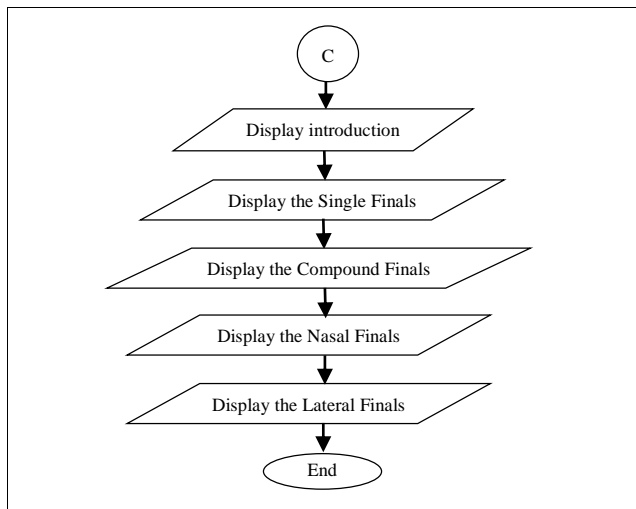 C
Display introduction
Display the Single Finals
Display the Compound Finals
Display the Nasal Finals
Display the Lateral Finals
End